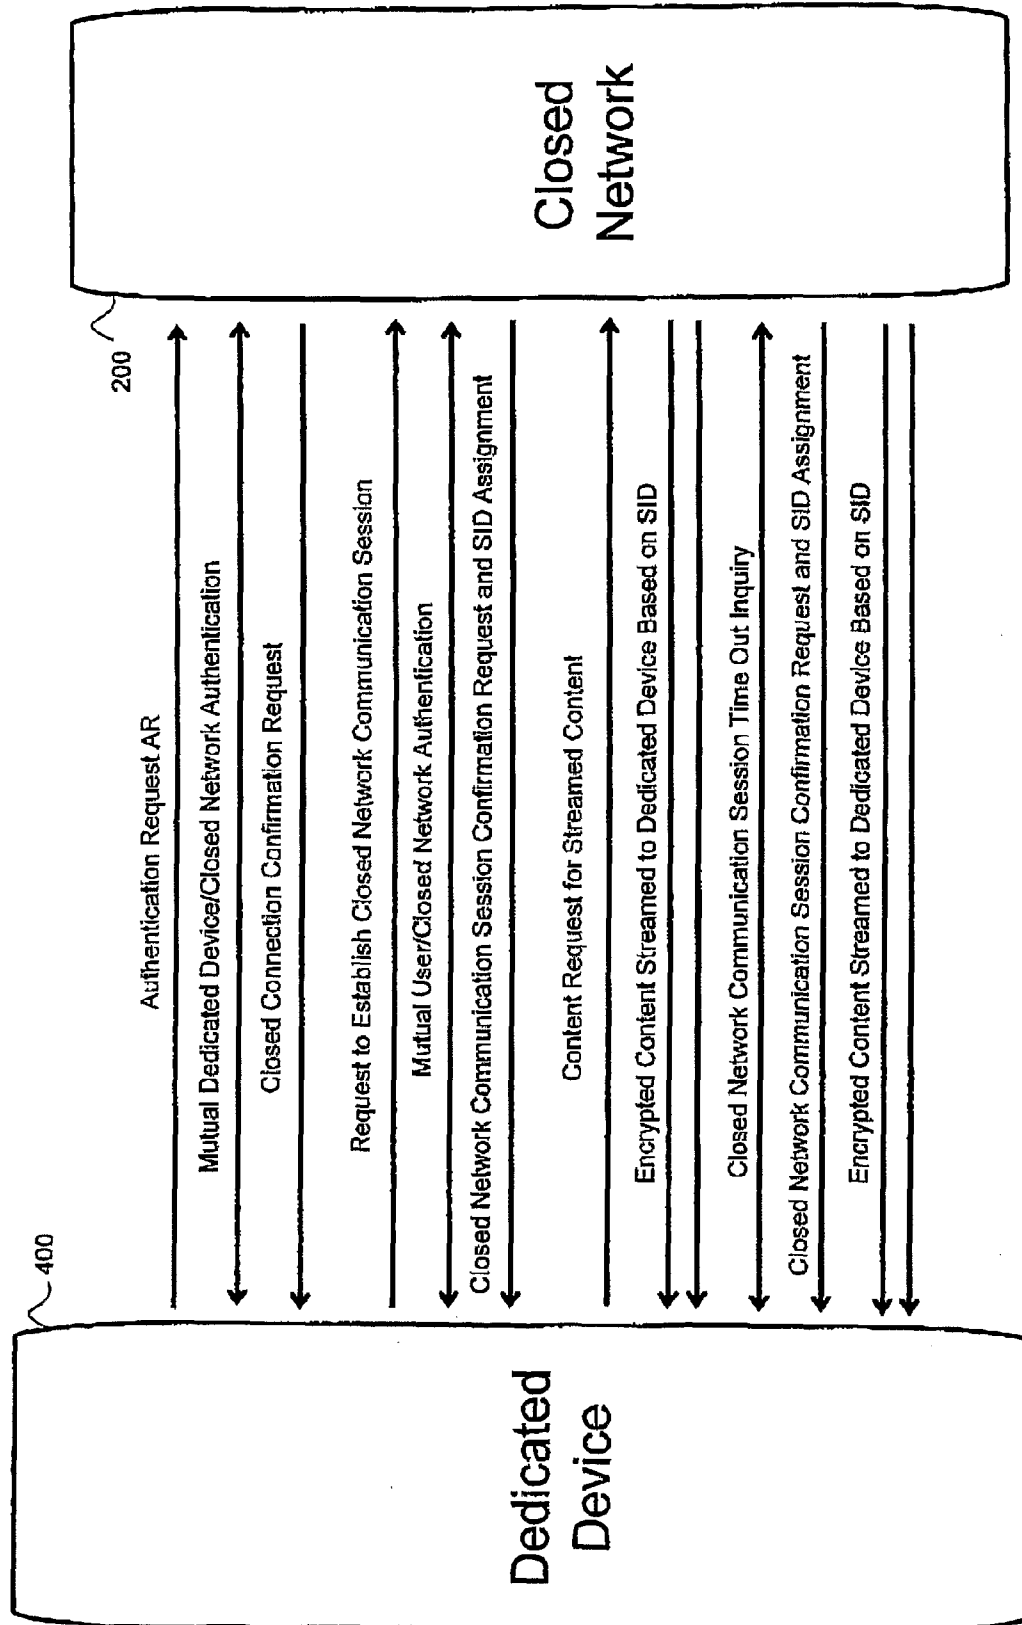 400
Dedicated
Device
200
Closed
Network
Authentication Request AR
Mutual Dedicated Device/Closed Network Authentication
Closed Connection Confirmation Request
Request to Establish Closed Network Communication Session
Mutual User/Closed Network Authentication
Closed Network Communication Session Confirmation Request and SID Assignment
Content Request for Streamed Content
Encrypted Content Streamed to Dedicated Device Based on SID
Closed Network Communication Session Time Out Inquiry
Closed Network Communication Session Confirmation Request and SID Assignment
Encrypted Content Streamed to Dedicated Device Based on SID